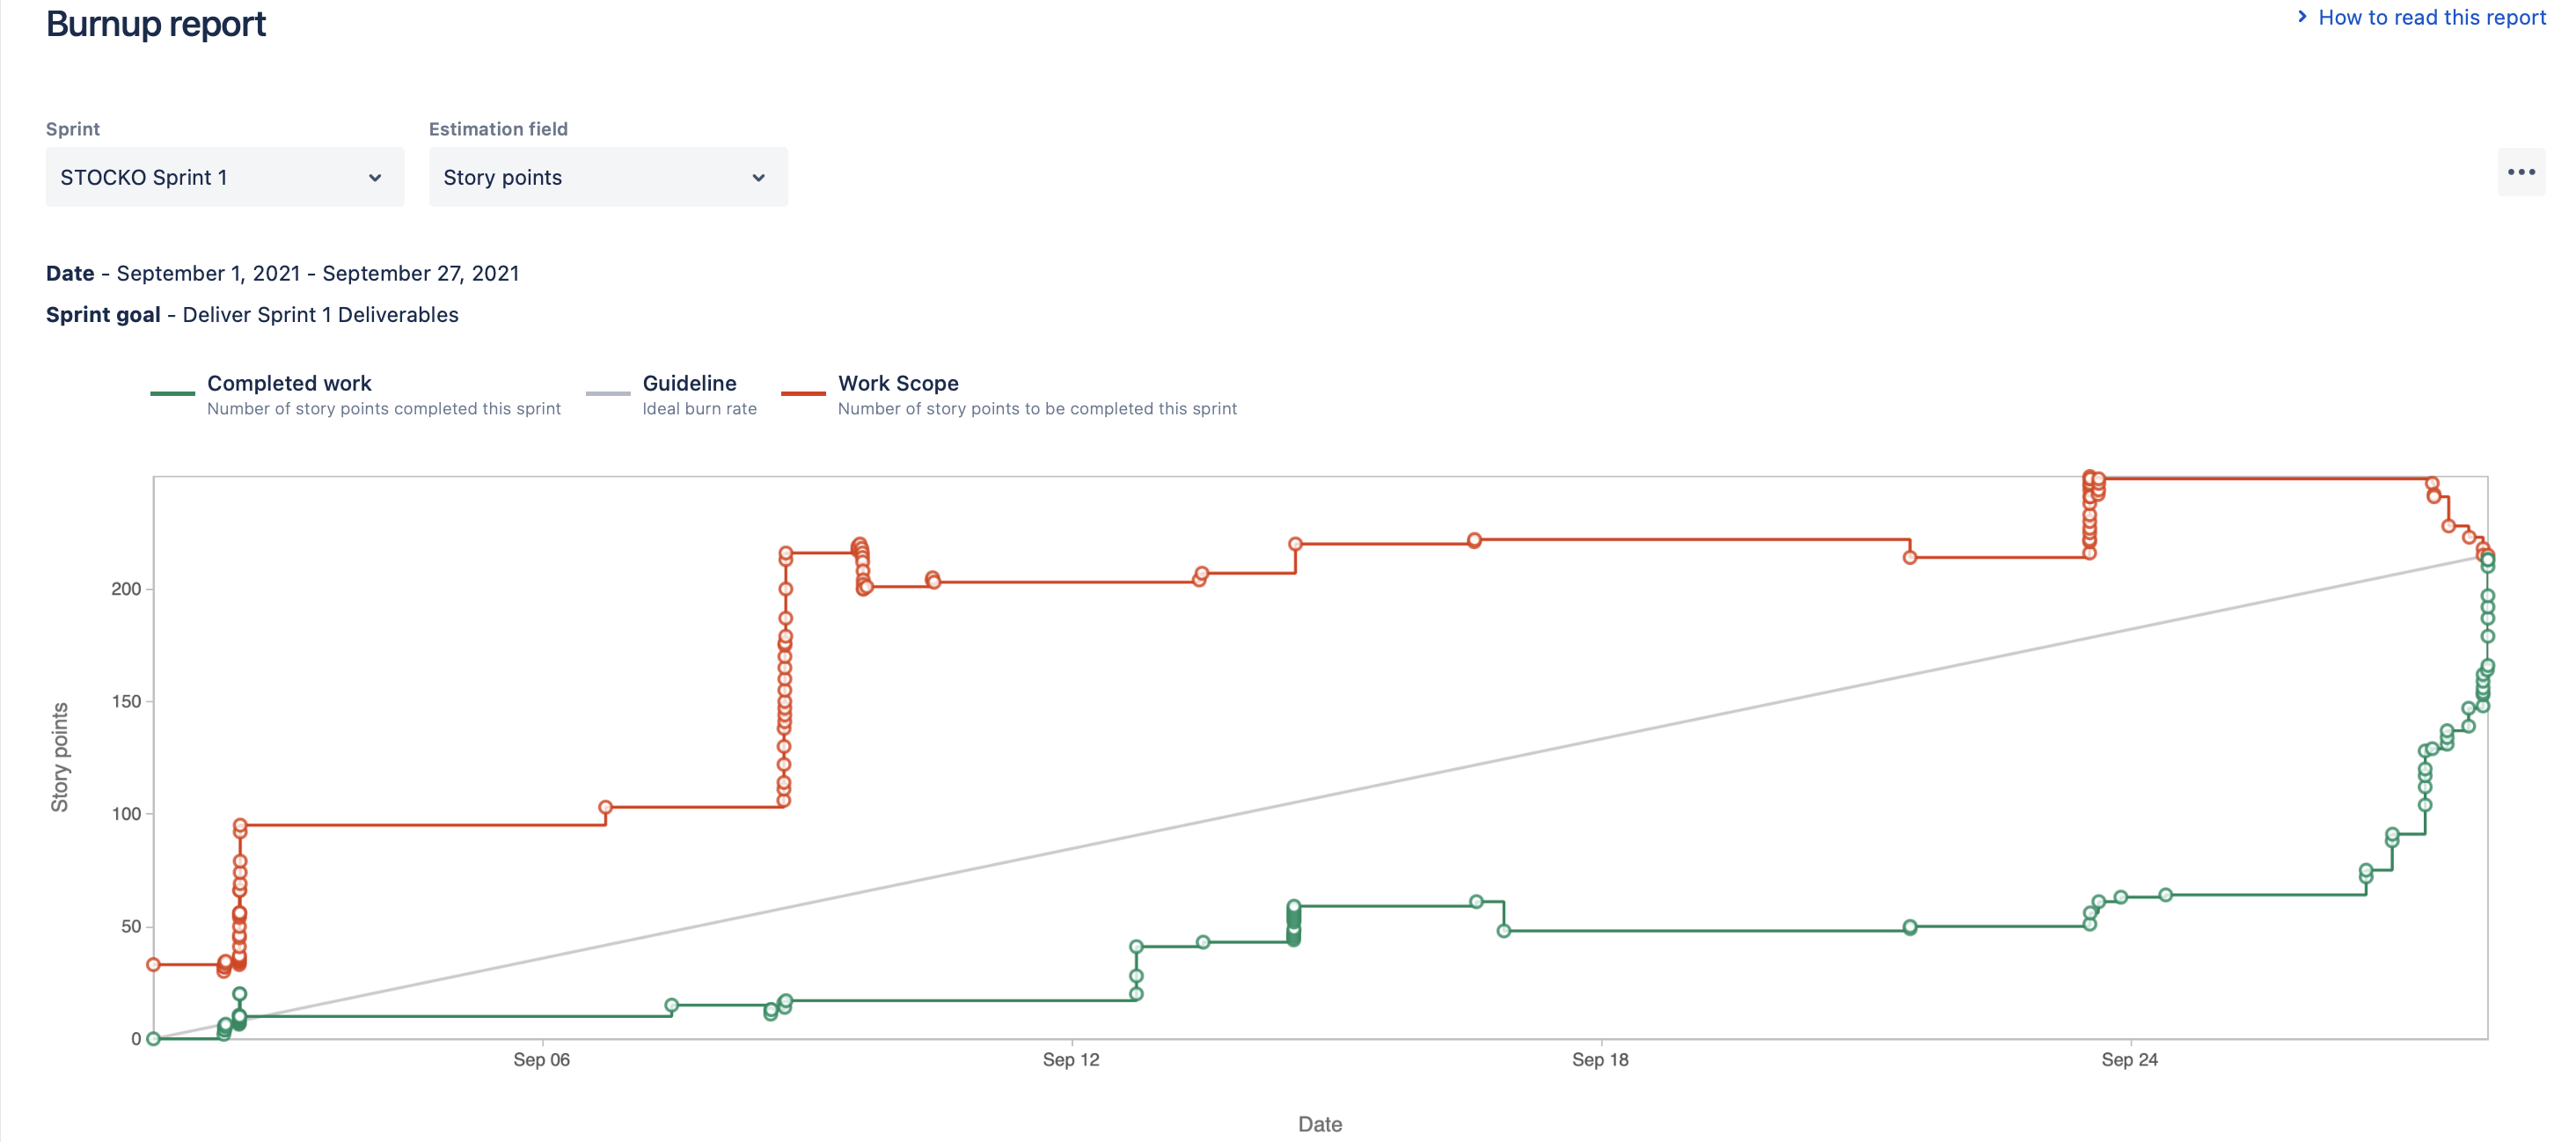 Burnup report
How to read this report
Sprint
Estimation field
STOCKO Sprint 1
Story points
Date - September 1, 2021 - September 27, 2021
Sprint goal - Deliver Sprint 1 Deliverables
Completed work
Number of story points completed this sprint
Guideline
Ideal burn rate
Work Scope
Number of story points to be completed this sprint
Story points
200
150
100
50
0
Sep 06
Sep 12
Sep 18
Sep 24
Date